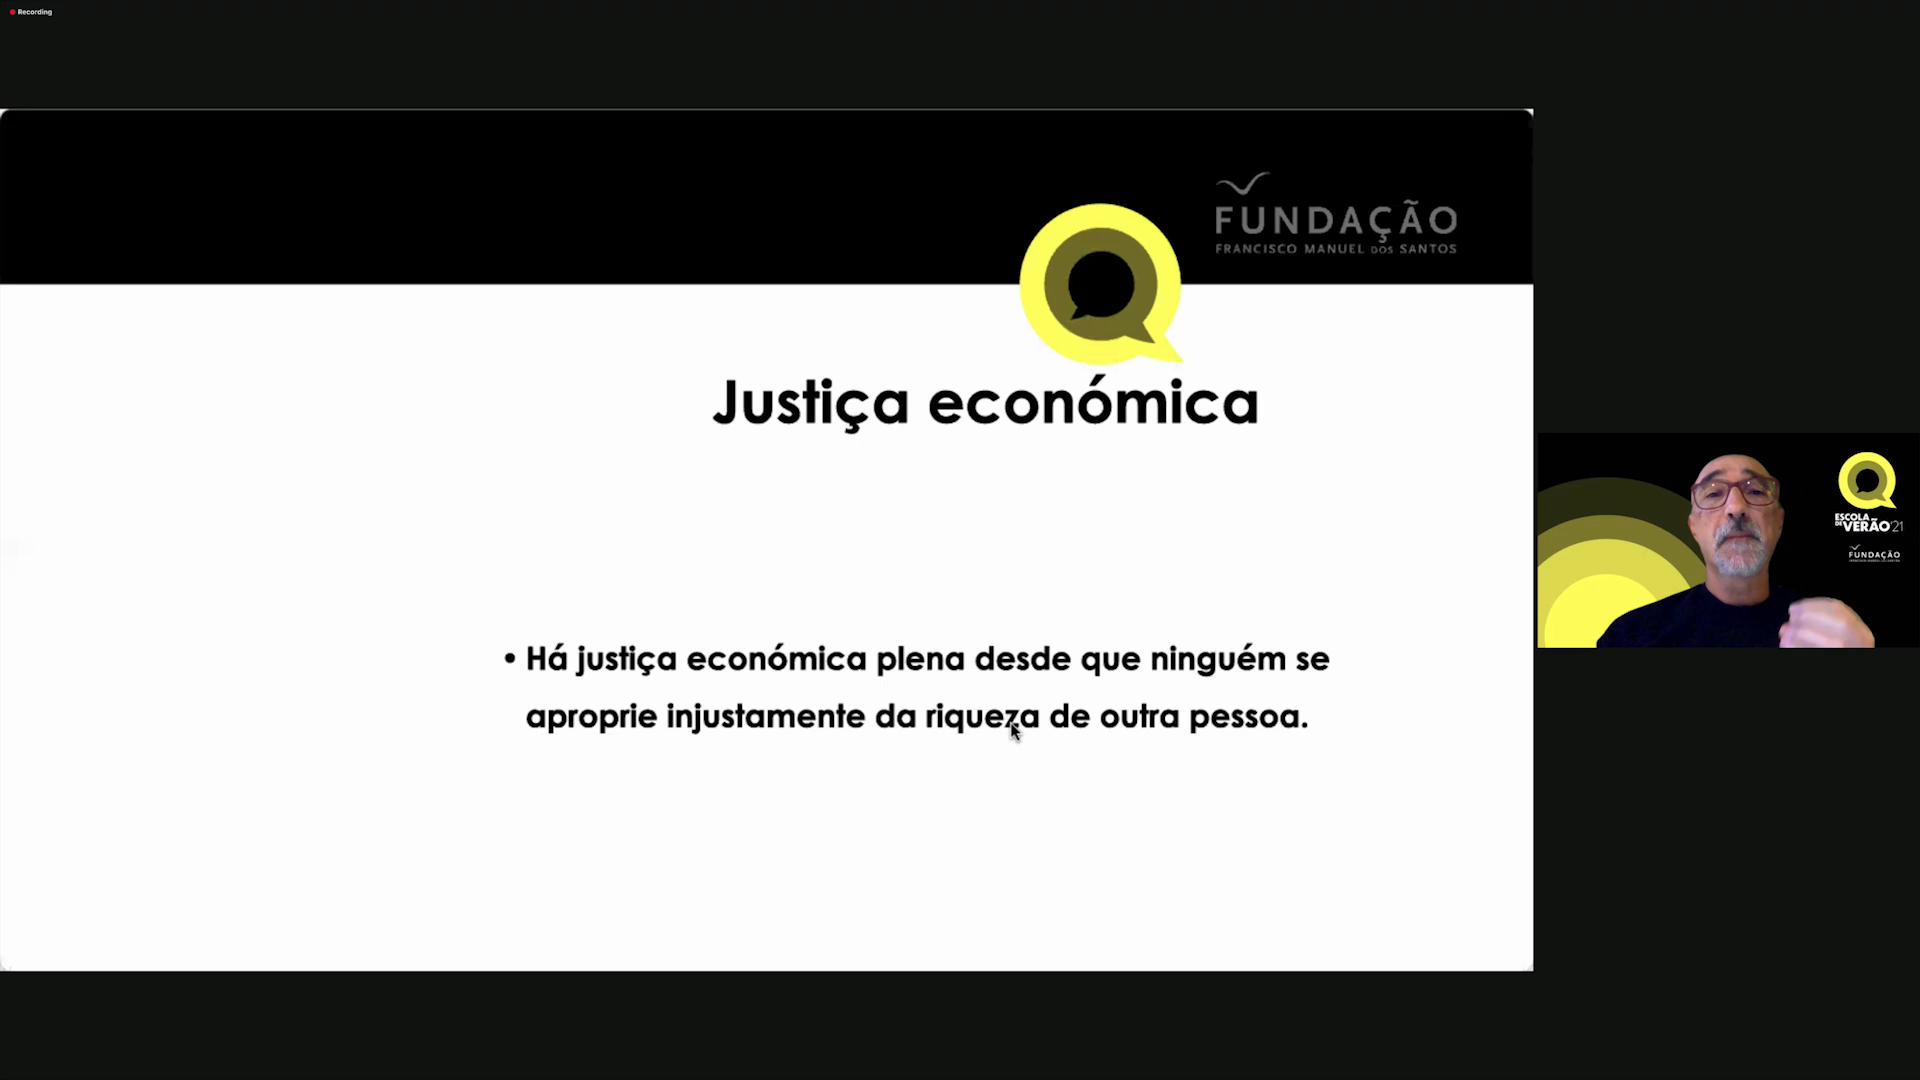 Recording
FUNDAÇÃO
FRANCISCO MANUEL DOS SANTOS
Justiça económica
• Há justiça económica plena desde que ninguém se
aproprie injustamente da riqueza de outra pessoa.
ESCOLA
DE VERÃO'21
FUNDAÇÃO